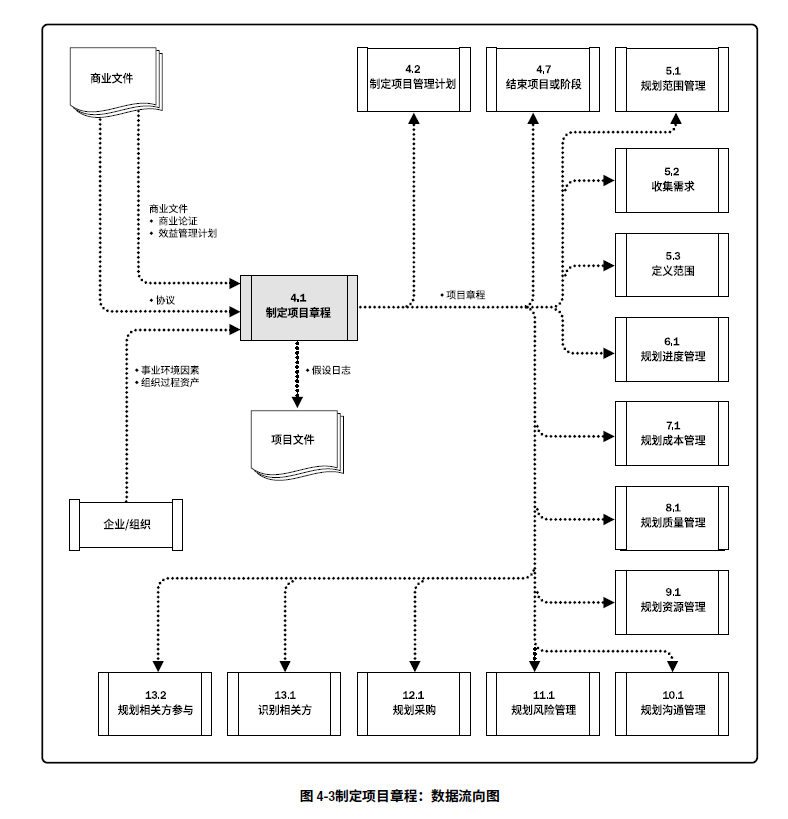 商业文件
4.2
制定项目管理计划
4.7
结束项目或阶段
5.1
规划范围管理
5.2
收集需求
商业文件
• 商业论证
• 效益管理计划
5.3
定义范围
• 协议
4.1
制定项目章程
• 项目章程
6.1
规划进度管理
• 事业环境因素
• 组织过程资产
• 假设日志
项目文件
7.1
规划成本管理
8.1
规划质量管理
企业/组织
9.1
规划资源管理
13.2
规划相关方参与
13.1
识别相关方
12.1
规划采购
11.1
规划风险管理
10.1
规划沟通管理
图 4-3制定项目章程：数据流向图